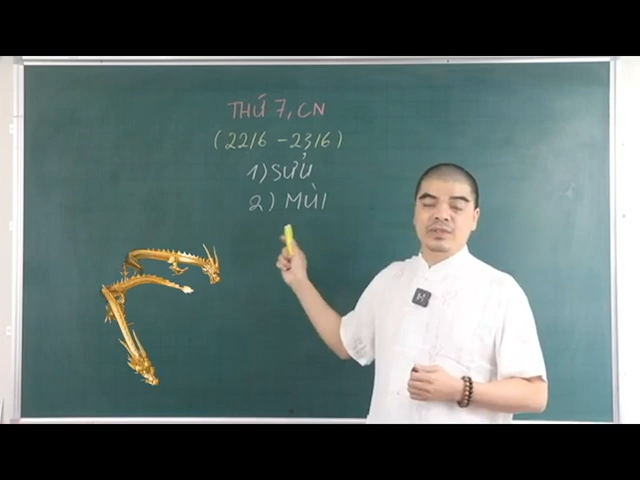 THỨ 7, CN
(22/6 - 23/6)
1) SỬU
2) MÙI